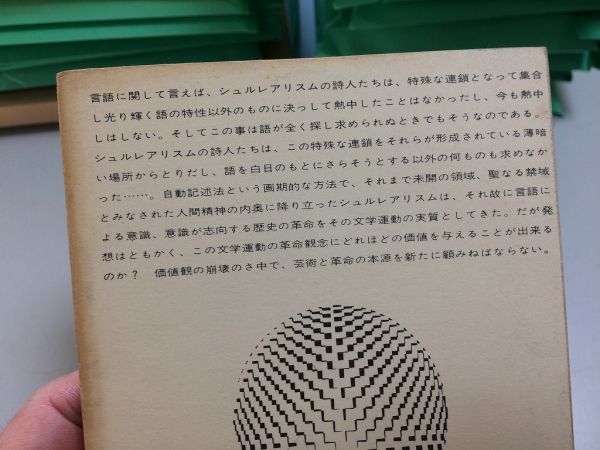 言語に関して言えば、シュルレアリスムの詩人たちは、特殊な連鎖となって集合
し光り輝く語の特性以外のものに決っして熱中したことはなかったし、今も熱中
しはしない。そしてこの事は語が全く探し求められぬときでもそうなのである。
シュルレアリスムの詩人たちは、この特殊な連鎖をそれらが形成されている薄暗
い場所からとりだし、語を白日のもとにさらそうとする以外の何ものも求めなか
った……。自動記述法という画期的な方法で、それまで未開の領域、聖なる禁域
とみなされた人間精神の内奥に降り立ったシュルレアリスムは、それ故に言語に
よる意識、意識が志向する歴史の革命をその文学運動の実質としてきた。だが発
想はともかく、この文学運動の革命観念にどれほどの価値を与えることが出来る
のか？　価値観の崩壊のさ中で、芸術と革命の本源を新たに顧みねばならない。